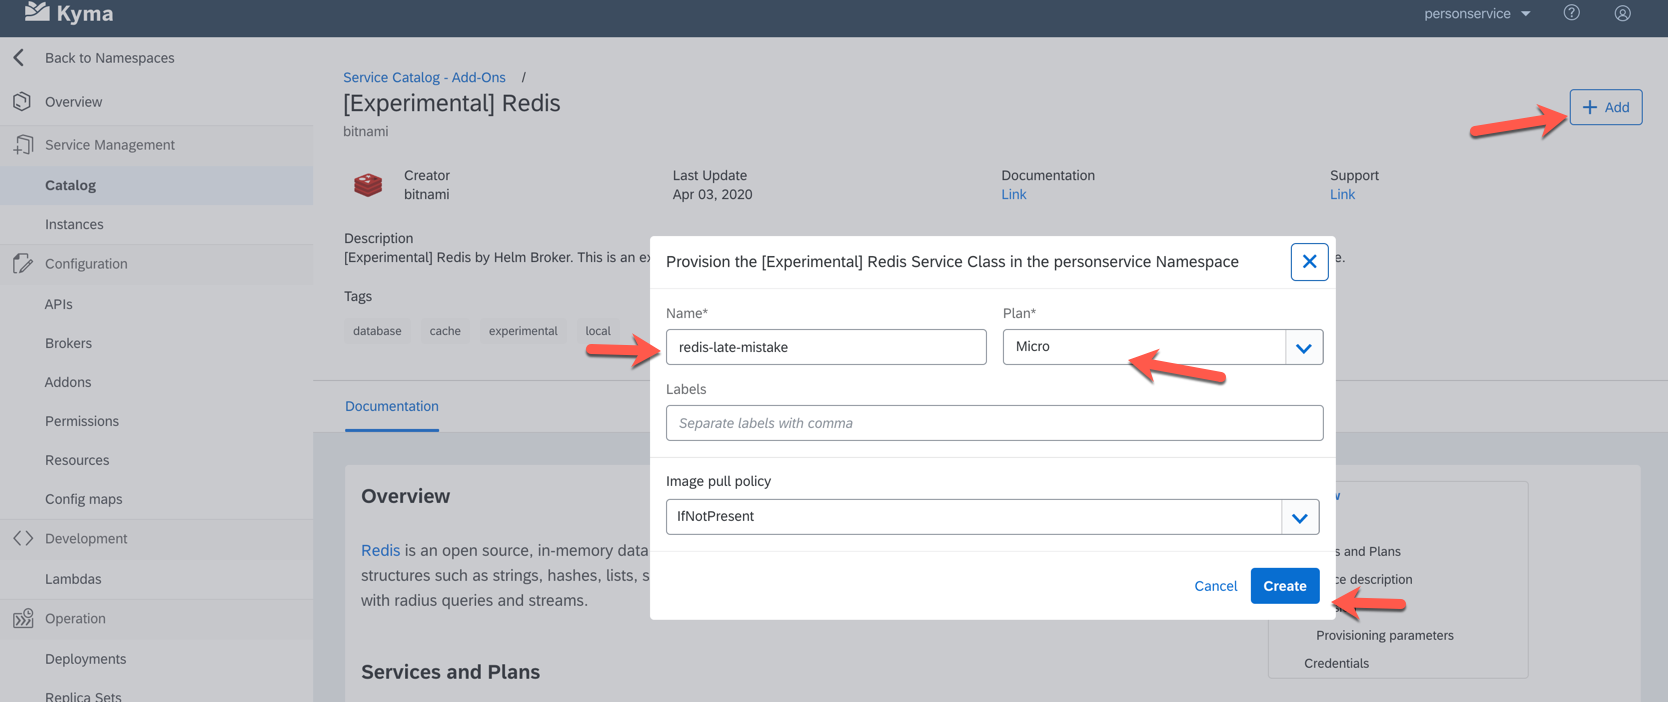 Kyma
personservice
Back to Namespaces
Overview
Service Management
Catalog
Instances
Configuration
APIs
Brokers
Addons
Permissions
Resources
Config maps
Development
Lambdas
Operation
Deployments
Replica Sets
Service Catalog - Add-Ons /
[Experimental] Redis
bitnami
Add
Creator
bitnami
Last Update
Apr 03, 2020
Documentation
Link
Support
Link
Description
[Experimental] Redis by Helm Broker. This is an
Tags
database
cache
experimental
local
Documentation
Overview
Redis is an open source, in-memory data
structures such as strings, hashes, lists,
with radius queries and streams.
Services and Plans
Provision the [Experimental] Redis Service Class in the personservice Namespace
Name*
Plan*
redis-late-mistake
Micro
Labels
Separate labels with comma
Image pull policy
IfNotPresent
Cancel
Create
and Plans
description
Provisioning parameters
Credentials